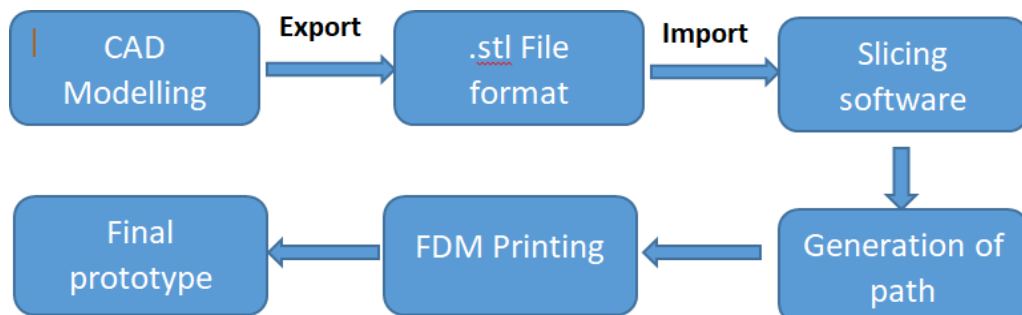 CAD
Modelling
Export
.stl File
format
Import
Slicing
software
Generation of
path
FDM Printing
Final
prototype